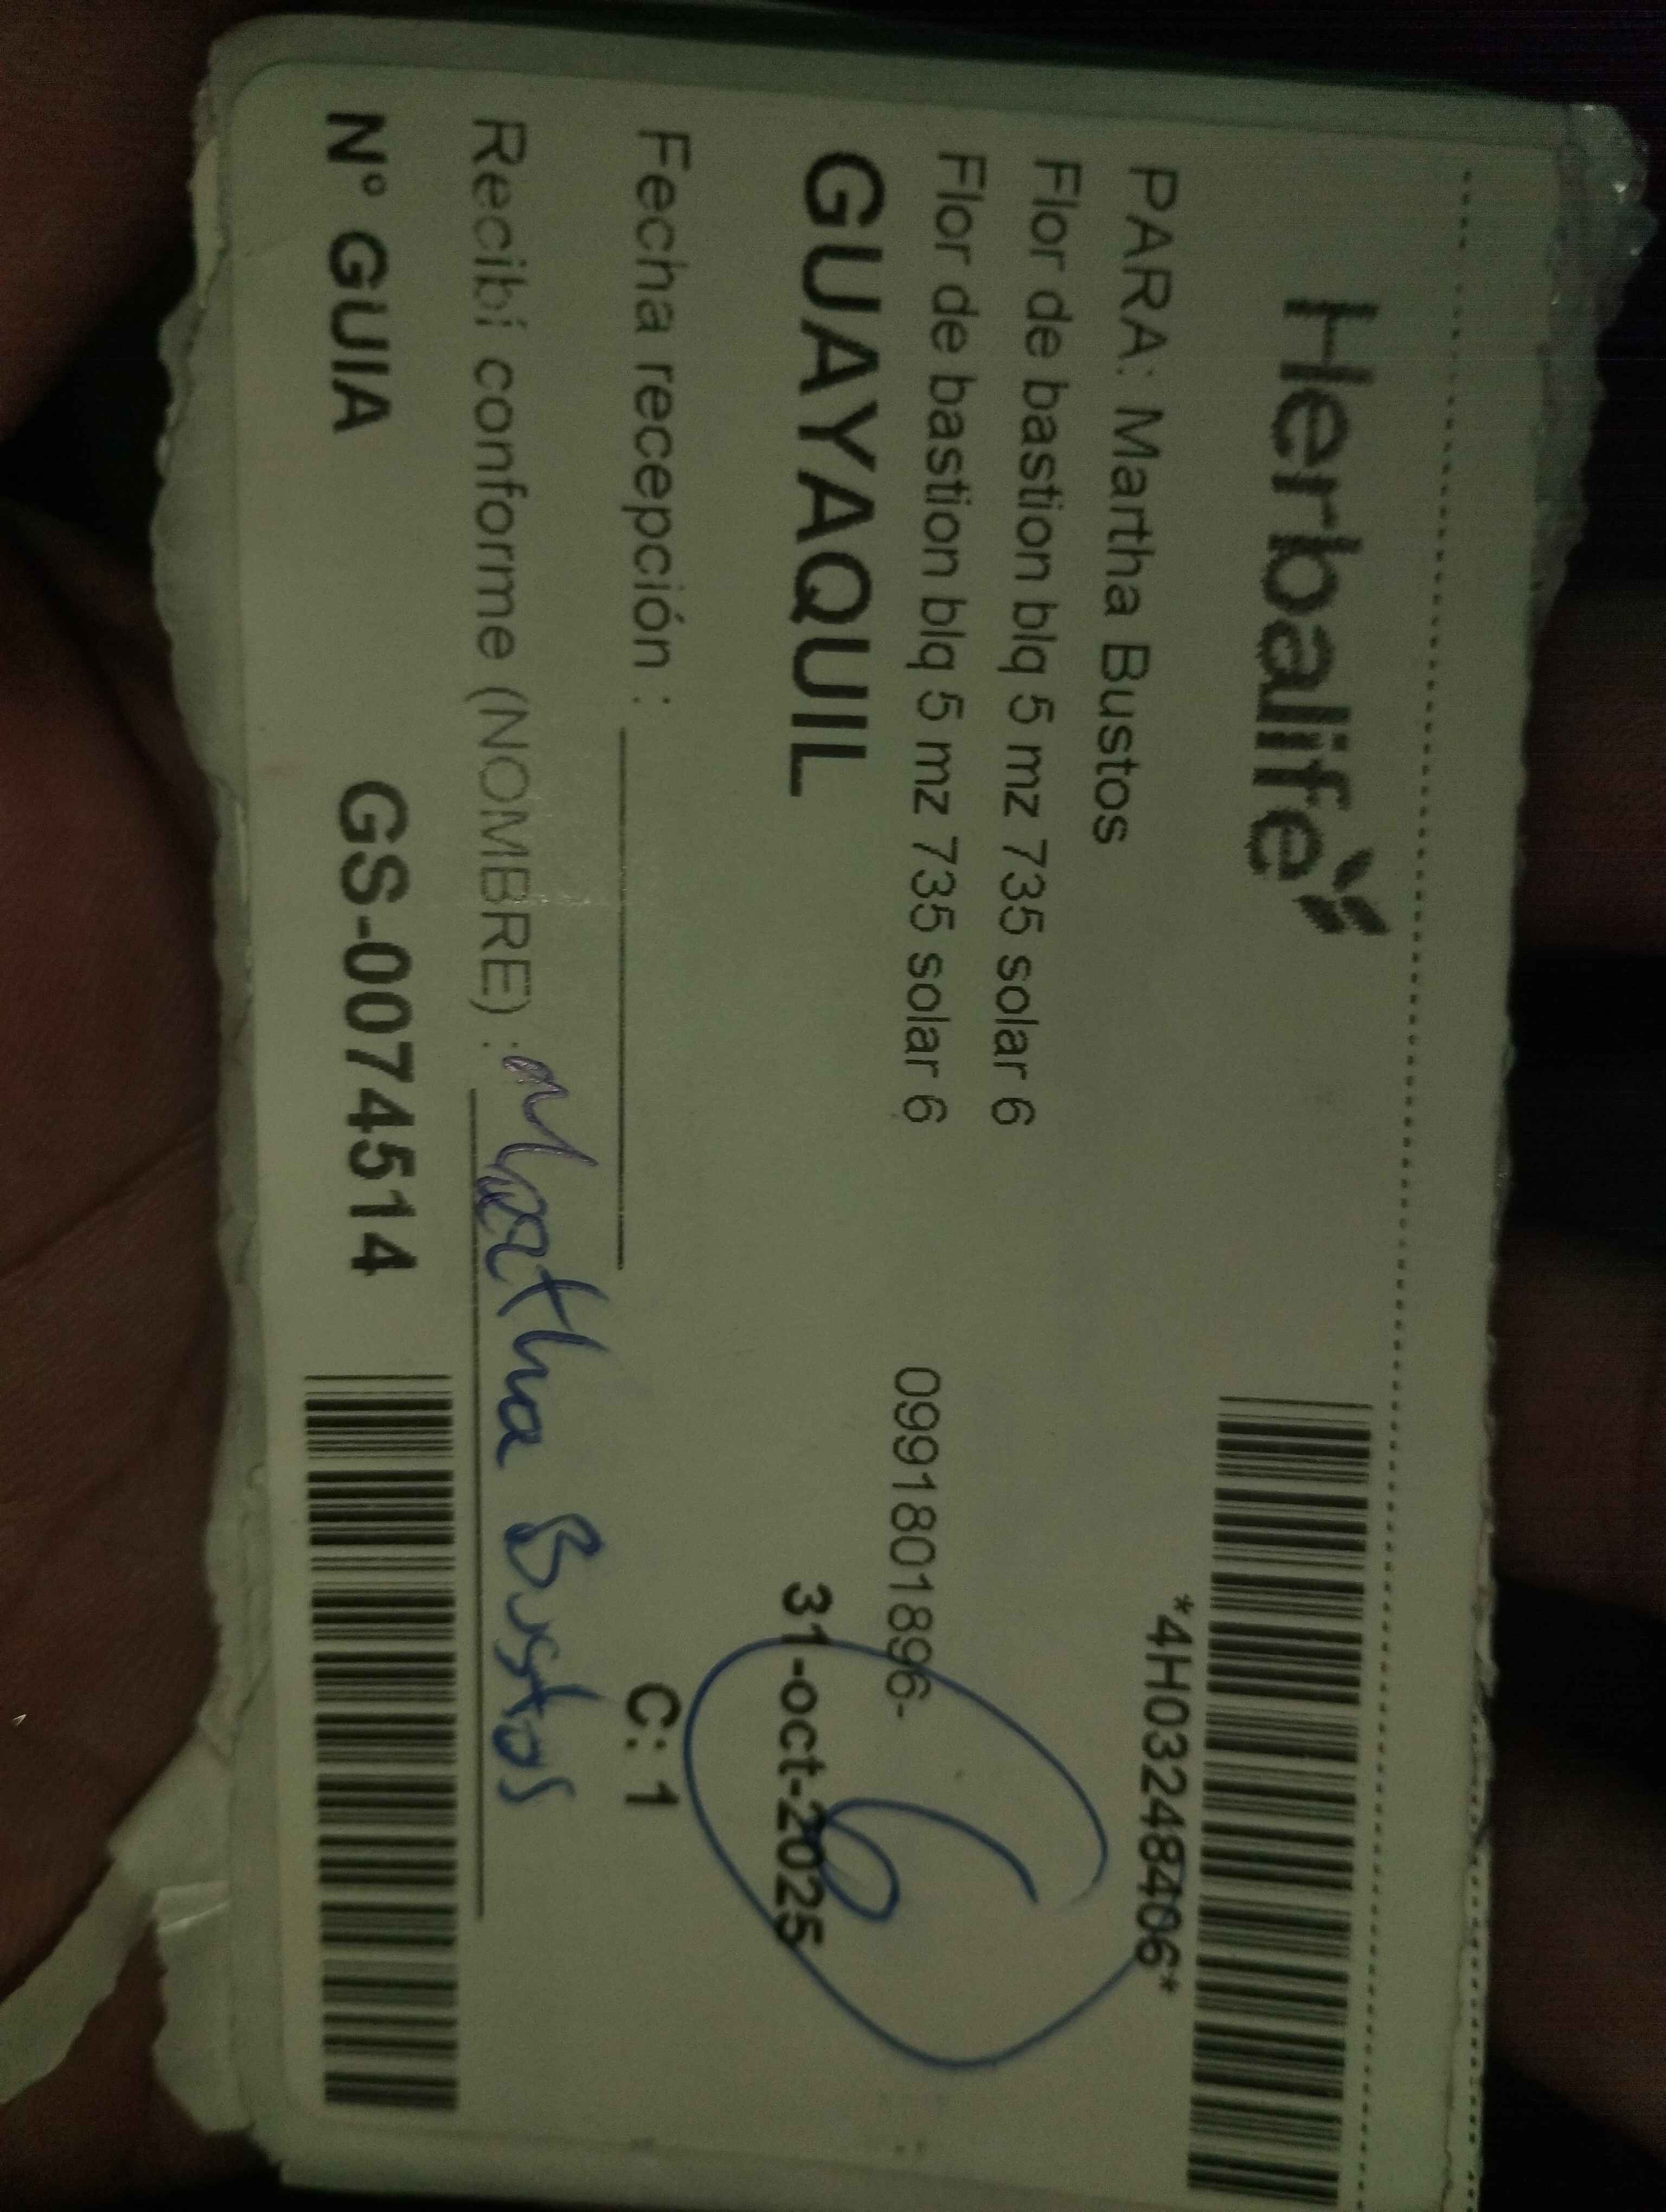 Herbalife
*4H03248406*
PARA: Martha Bustos
Flor de bastion blq 5 mz 735 solar 6
Flor de bastion blq 5 mz 735 solar 6 0991801896-
GUAYAQUIL 31-oct-2025
6
Fecha recepción : C: 1
Recibí conforme (NOMBRE) : Martha Bustos
N° GUIA GS-00745514